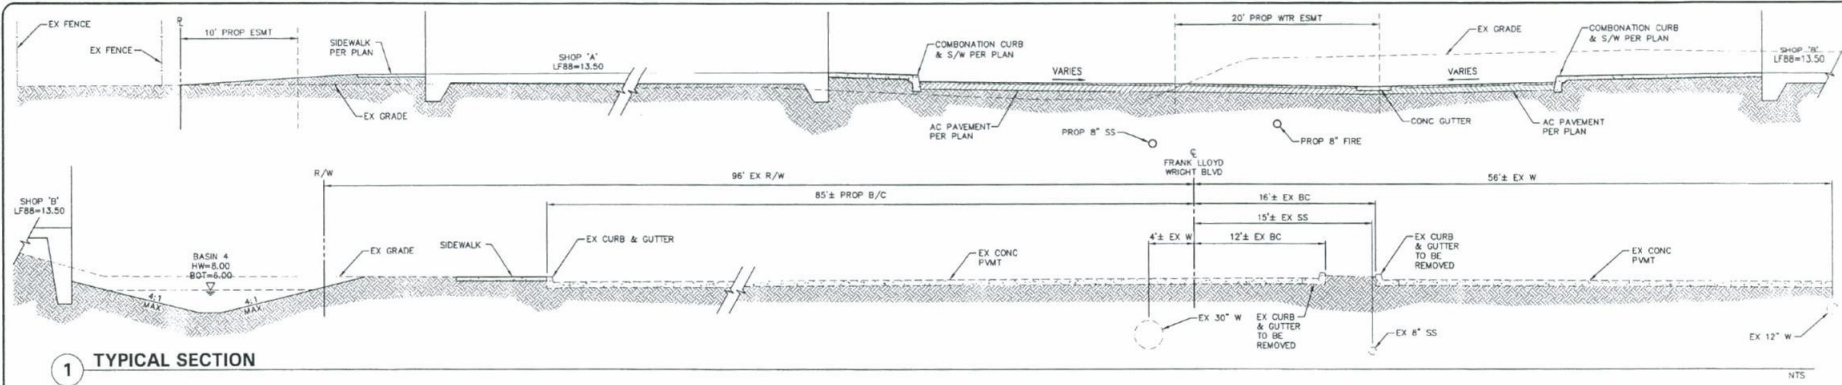 EX FENCE
EX FENCE
℞
10' PROP ESMT
SIDEWALK
PER PLAN
EX GRADE
SHOP 'A'
LF88=13.50
COMBONATION CURB
& S/W PER PLAN
VARIES
20' PROP WTR ESMT
EX GRADE
VARIES
COMBONATION CURB
& S/W PER PLAN
SHOP 'B'
LF88=13.50
AC PAVEMENT
PER PLAN
PROP 8" SS
PROP 8" FIRE
CONC GUTTER
AC PAVEMENT
PER PLAN
SHOP 'B'
LF88=13.50
BASIN 4
HW=8.00
BOT=6.00
4:1
MAX
4:1
MAX
R/W
EX GRADE
SIDEWALK
EX CURB & GUTTER
96' EX R/W
85'± PROP B/C
℄
FRANK LLOYD
WRIGHT BLVD
56'± EX W
16'± EX BC
15'± EX SS
4'± EX W
12'± EX BC
EX CONC
PVMT
EX CURB
& GUTTER
TO BE
REMOVED
EX CONC
PVMT
EX 30" W
EX CURB
& GUTTER
TO BE
REMOVED
EX 8" SS
EX 12" W
1 TYPICAL SECTION
NTS